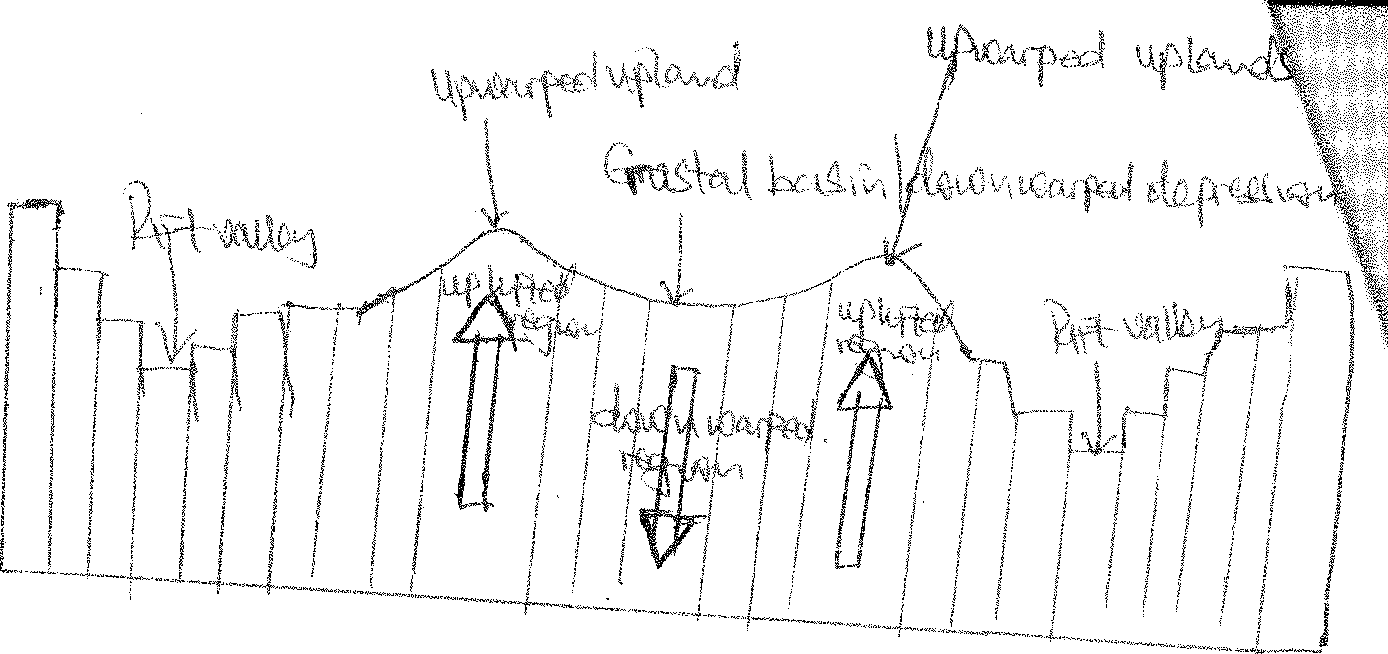 upwarped upland
upwarped uplands
Crustal basin/downwarped depression
Rift valley
uplifted
region
uplifted
region
Rift valley
downwarped
region